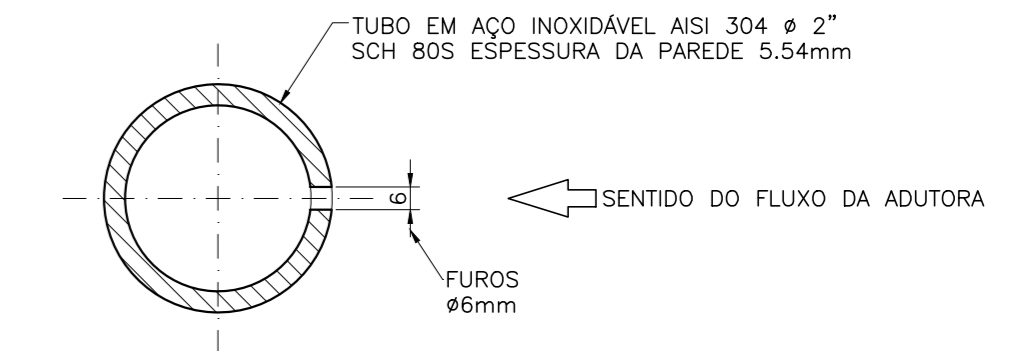 TUBO EM AÇO INOXIDÁVEL AISI 304 ø 2"
SCH 80S ESPESSURA DA PAREDE 5.54mm
6
SENTIDO DO FLUXO DA ADUTORA
FUROS
ø6mm